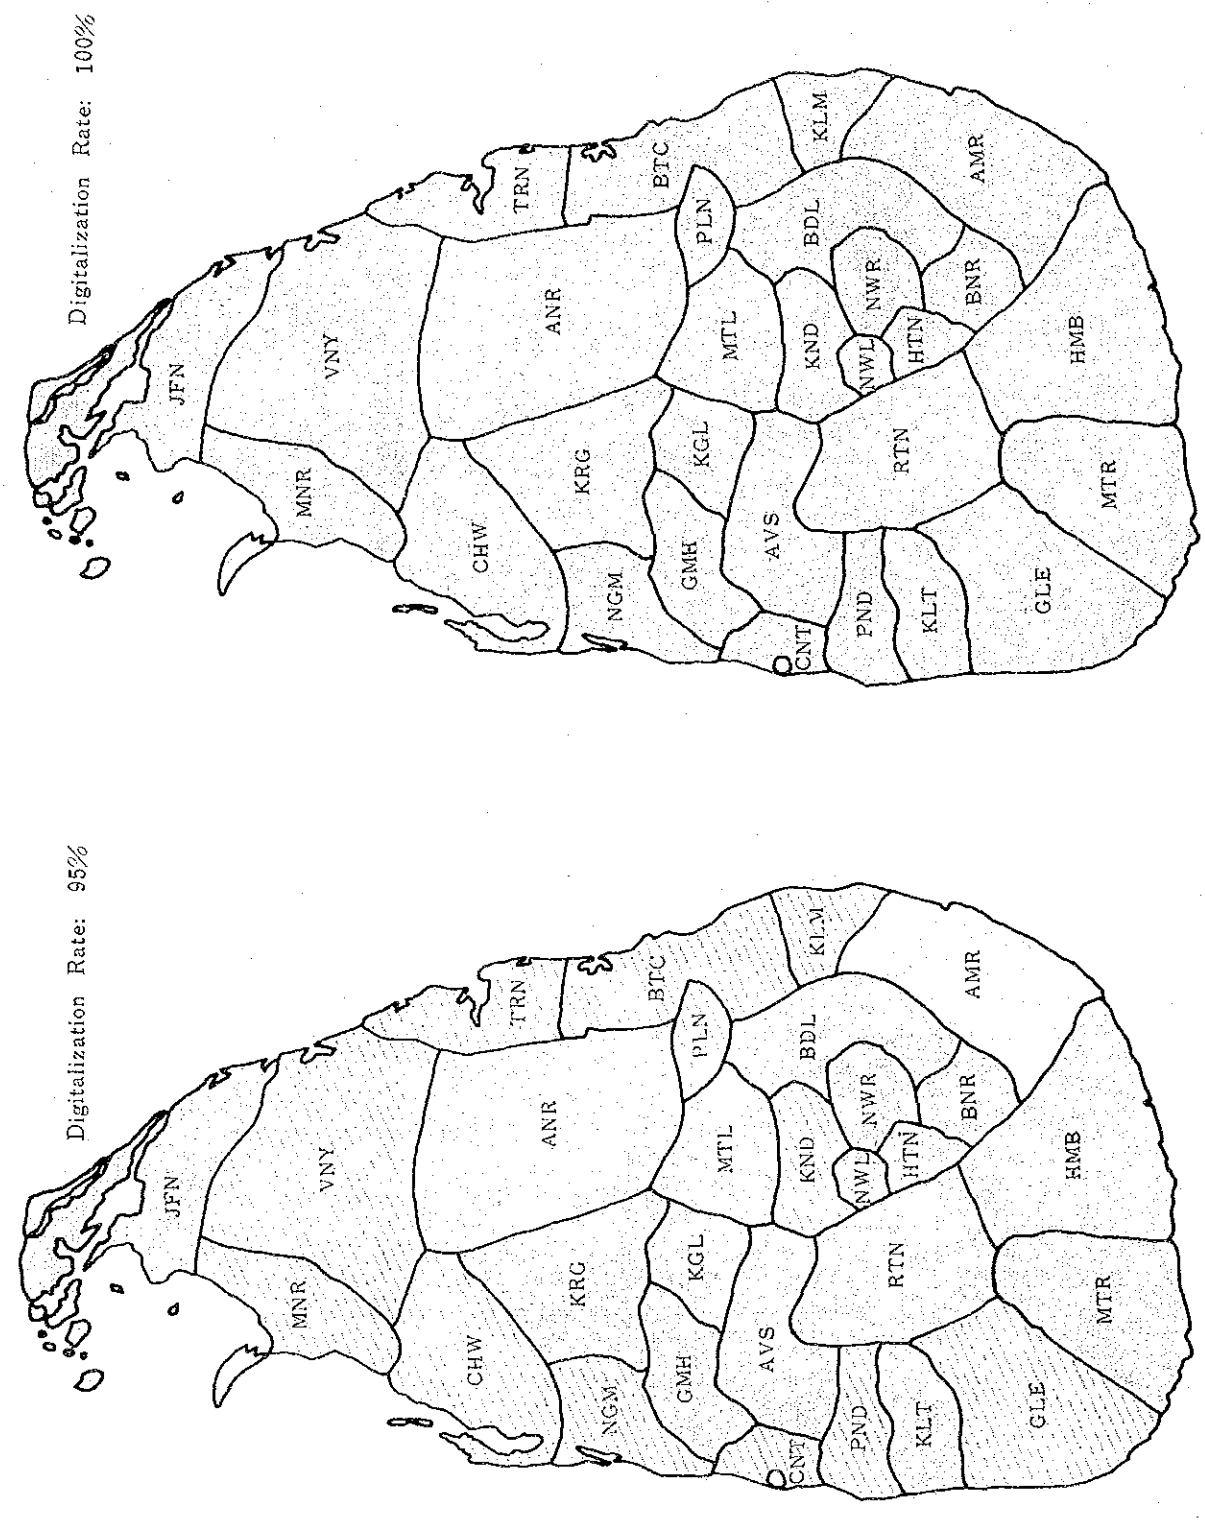 Digitalization Rate: 95%
JFN
MNR
VNY
TRN
CHW
ANR
BTC
KRG
NGM
PLN
KGL
MTL
GMH
KLM
BDL
KND
AVS
CNT
NWR
NWL
HTN
PND
RTN
KLT
BNR
AMR
HMB
GLE
MTR
Digitalization Rate: 100%
JFN
MNR
VNY
TRN
CHW
ANR
BTC
KRG
NGM
PLN
KGL
MTL
GMH
KLM
BDL
KND
AVS
CNT
NWR
NWL
HTN
PND
RTN
KLT
BNR
AMR
HMB
GLE
MTR